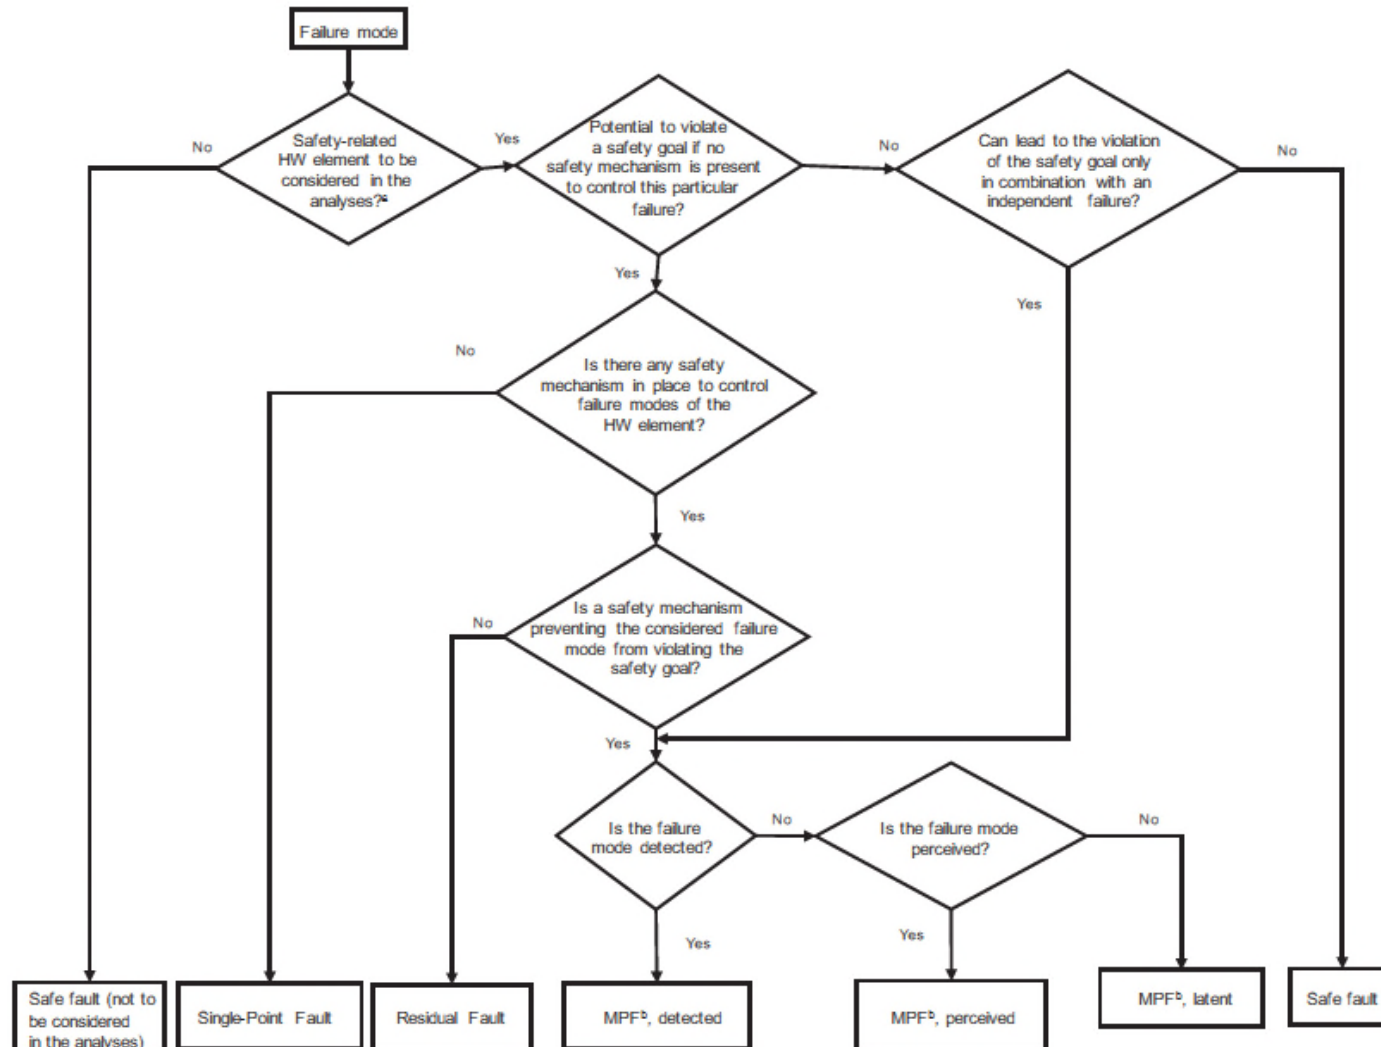 Failure mode
No
Safety-related
HW element to be
considered in the
analyses?ᵃ
Yes
Potential to violate
a safety goal if no
safety mechanism is present
to control this particular
failure?
No
Can lead to the violation
of the safety goal only
in combination with an
independent failure?
No
Yes
Yes
No
Is there any safety
mechanism in place to control
failure modes of the
HW element?
Yes
No
Is a safety mechanism
preventing the considered failure
mode from violating the
safety goal?
Yes
Is the failure
mode detected?
No
Is the failure mode
perceived?
No
Yes
Yes
Safe fault (not to
be considered
in the analyses)
Single-Point Fault
Residual Fault
MPFᵇ, detected
MPFᵇ, perceived
MPFᵇ, latent
Safe fault